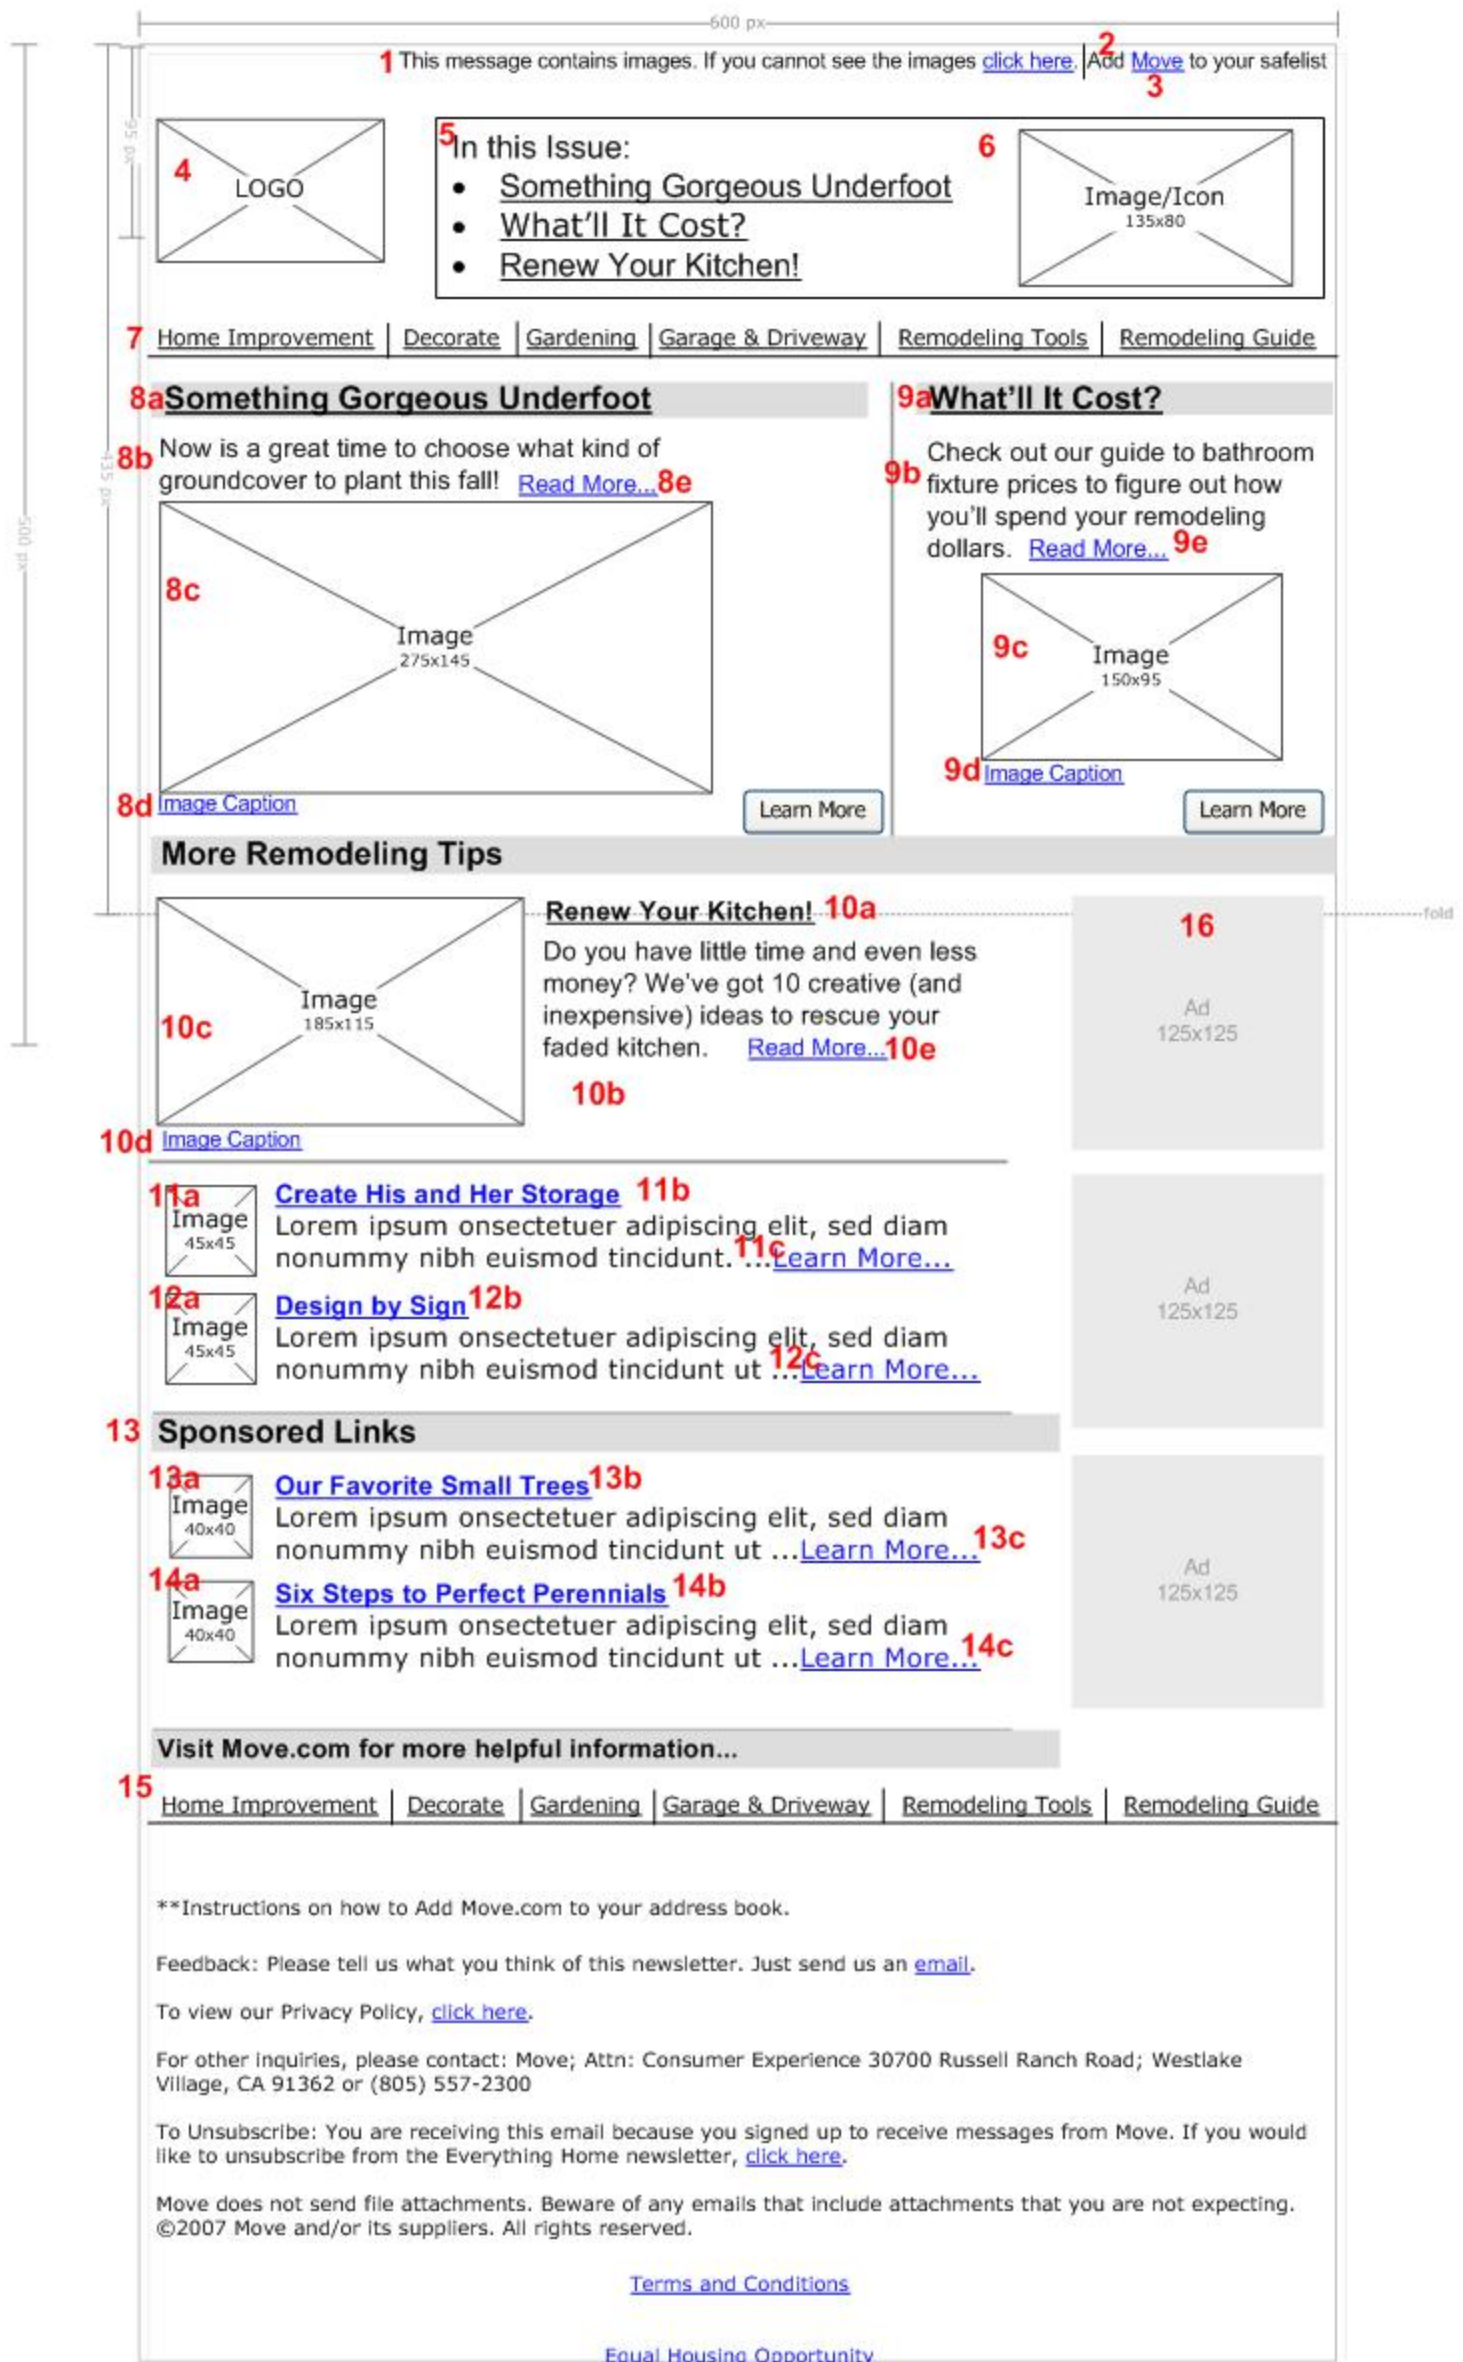 600 px
1 This message contains images. If you cannot see the images click here. 2 Add Move to your safelist
3
95 px
435 px
500 px
4
LOGO
5 In this Issue:
• Something Gorgeous Underfoot
• What'll It Cost?
• Renew Your Kitchen!
6
Image/Icon
135x80
7 Home Improvement Decorate Gardening Garage & Driveway Remodeling Tools Remodeling Guide
8a Something Gorgeous Underfoot
8b Now is a great time to choose what kind of
groundcover to plant this fall! Read More... 8e
8c
Image
275x145
8d Image Caption
Learn More
9a What'll It Cost?
Check out our guide to bathroom
9b fixture prices to figure out how
you'll spend your remodeling
dollars. Read More... 9e
9c
Image
150x95
9d Image Caption
Learn More
More Remodeling Tips
fold
10c
Image
185x115
10d Image Caption
Renew Your Kitchen! 10a
Do you have little time and even less
money? We've got 10 creative (and
inexpensive) ideas to rescue your
faded kitchen. Read More... 10e
10b
16
Ad
125x125
11a
Image
45x45
Create His and Her Storage 11b
Lorem ipsum onsectetuer adipiscing elit, sed diam
nonummy nibh euismod tincidunt. 11c ...Learn More...
12a
Image
45x45
Design by Sign 12b
Lorem ipsum onsectetuer adipiscing elit, sed diam
nonummy nibh euismod tincidunt ut 12c ...Learn More...
Ad
125x125
13 Sponsored Links
13a
Image
40x40
Our Favorite Small Trees 13b
Lorem ipsum onsectetuer adipiscing elit, sed diam
nonummy nibh euismod tincidunt ut ...Learn More... 13c
14a
Image
40x40
Six Steps to Perfect Perennials 14b
Lorem ipsum onsectetuer adipiscing elit, sed diam
nonummy nibh euismod tincidunt ut ...Learn More... 14c
Ad
125x125
Visit Move.com for more helpful information...
15
Home Improvement Decorate Gardening Garage & Driveway Remodeling Tools Remodeling Guide
**Instructions on how to Add Move.com to your address book.
Feedback: Please tell us what you think of this newsletter. Just send us an email.
To view our Privacy Policy, click here.
For other inquiries, please contact: Move; Attn: Consumer Experience 30700 Russell Ranch Road; Westlake
Village, CA 91362 or (805) 557-2300
To Unsubscribe: You are receiving this email because you signed up to receive messages from Move. If you would
like to unsubscribe from the Everything Home newsletter, click here.
Move does not send file attachments. Beware of any emails that include attachments that you are not expecting.
©2007 Move and/or its suppliers. All rights reserved.
Terms and Conditions
Equal Housing Opportunity